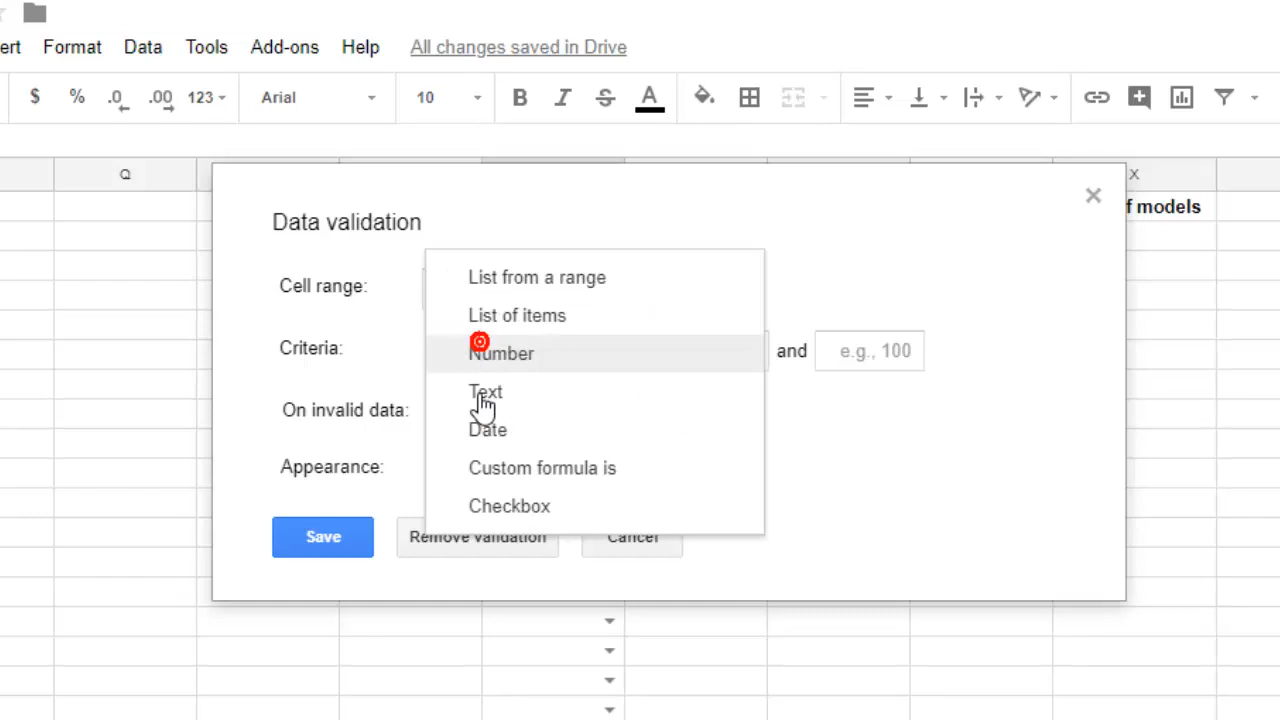 ert Format Data Tools Add-ons Help All changes saved in Drive
$ % .0 .00 123 Arial 10 B I S A
Q X
f models
Data validation
List from a range
Cell range:
List of items
Criteria: Number and e.g., 100
Text
On invalid data:
Date
Appearance: Custom formula is
Checkbox
Save Remove validation Cancel